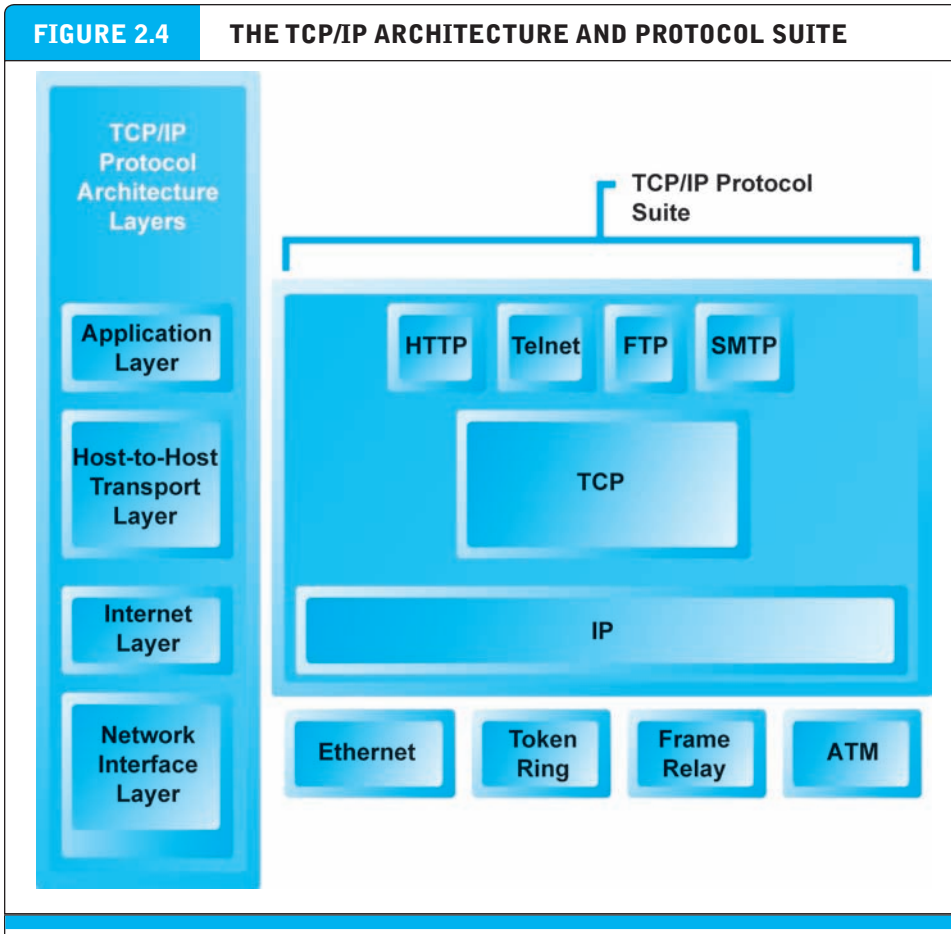 FIGURE 2.4 THE TCP/IP ARCHITECTURE AND PROTOCOL SUITE
TCP/IP
Protocol
Architecture
Layers
TCP/IP Protocol
Suite
Application
Layer
HTTP Telnet FTP SMTP
Host-to-Host
Transport
Layer
TCP
Internet
Layer
IP
Network
Interface
Layer
Ethernet
Token
Ring
Frame
Relay
ATM